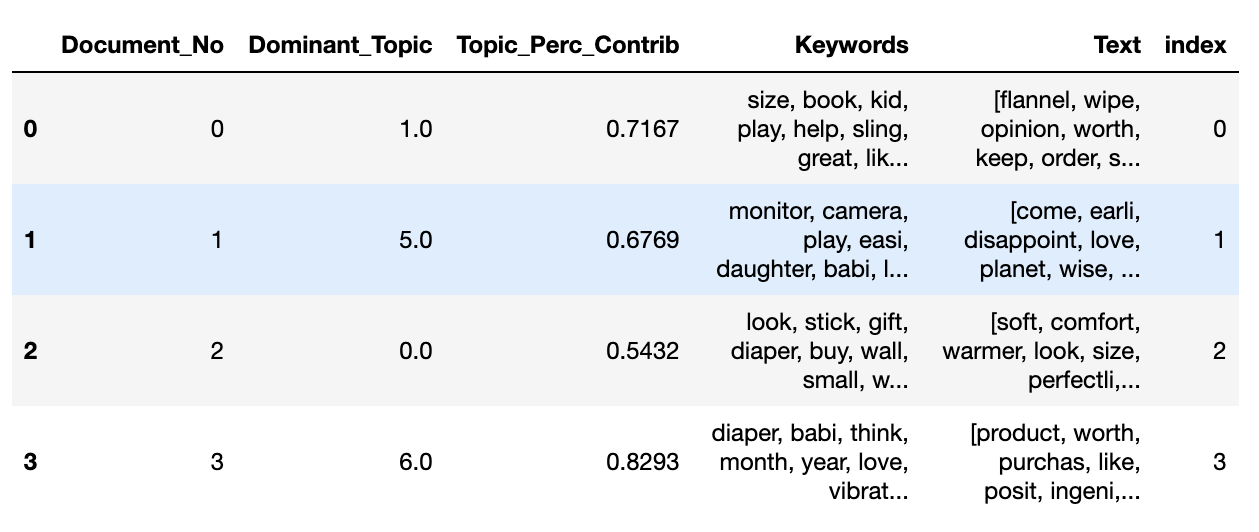 Document_No Dominant_Topic Topic_Perc_Contrib Keywords Text index
0 0 1.0 0.7167 size, book, kid, play, help, sling, great, lik... [flannel, wipe, opinion, worth, keep, order, s... 0
1 1 5.0 0.6769 monitor, camera, play, easi, daughter, babi, l... [come, earli, disappoint, love, planet, wise, ... 1
2 2 0.0 0.5432 look, stick, gift, diaper, buy, wall, small, w... [soft, comfort, warmer, look, size, perfectli,... 2
3 3 6.0 0.8293 diaper, babi, think, month, year, love, vibrat... [product, worth, purchas, like, posit, ingeni,... 3